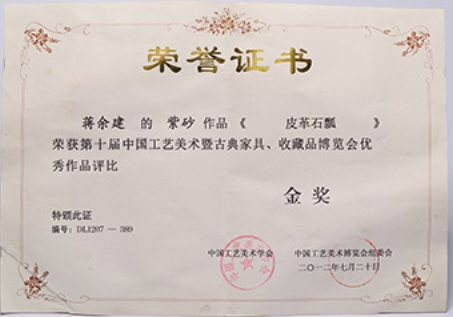 荣誉证书
蒋余建 的 紫砂 作品《 皮革石瓢 》
荣获第十届中国工艺美术暨古典家具、收藏品博览会优
秀作品评比
金奖
特颁此证
编号：DL1207 — 389
中国工艺美术学会 中国工艺美术博览会组委会
二〇一二年七月二十日